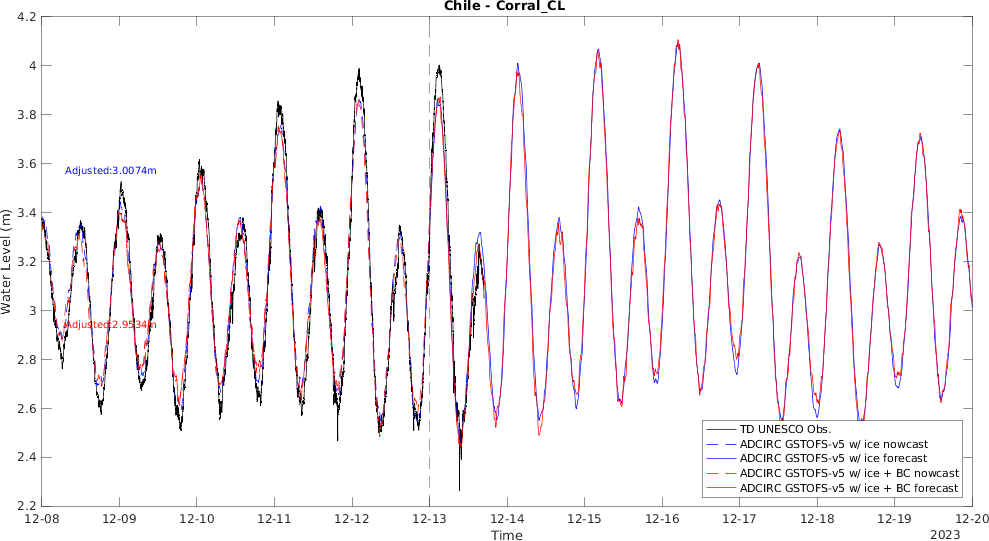 Chile - Corral_CL
4.2
4
3.8
3.6
3.4
3.2
3
2.8
2.6
2.4
2.2
Water Level (m)
Adjusted:3.0074m
Adjusted:2.9534m
TD UNESCO Obs.
ADCIRC GSTOFS-v5 w/ ice nowcast
ADCIRC GSTOFS-v5 w/ ice forecast
ADCIRC GSTOFS-v5 w/ ice + BC nowcast
ADCIRC GSTOFS-v5 w/ ice + BC forecast
12-08 12-09 12-10 12-11 12-12 12-13 12-14 12-15 12-16 12-17 12-18 12-19 12-20
Time
2023